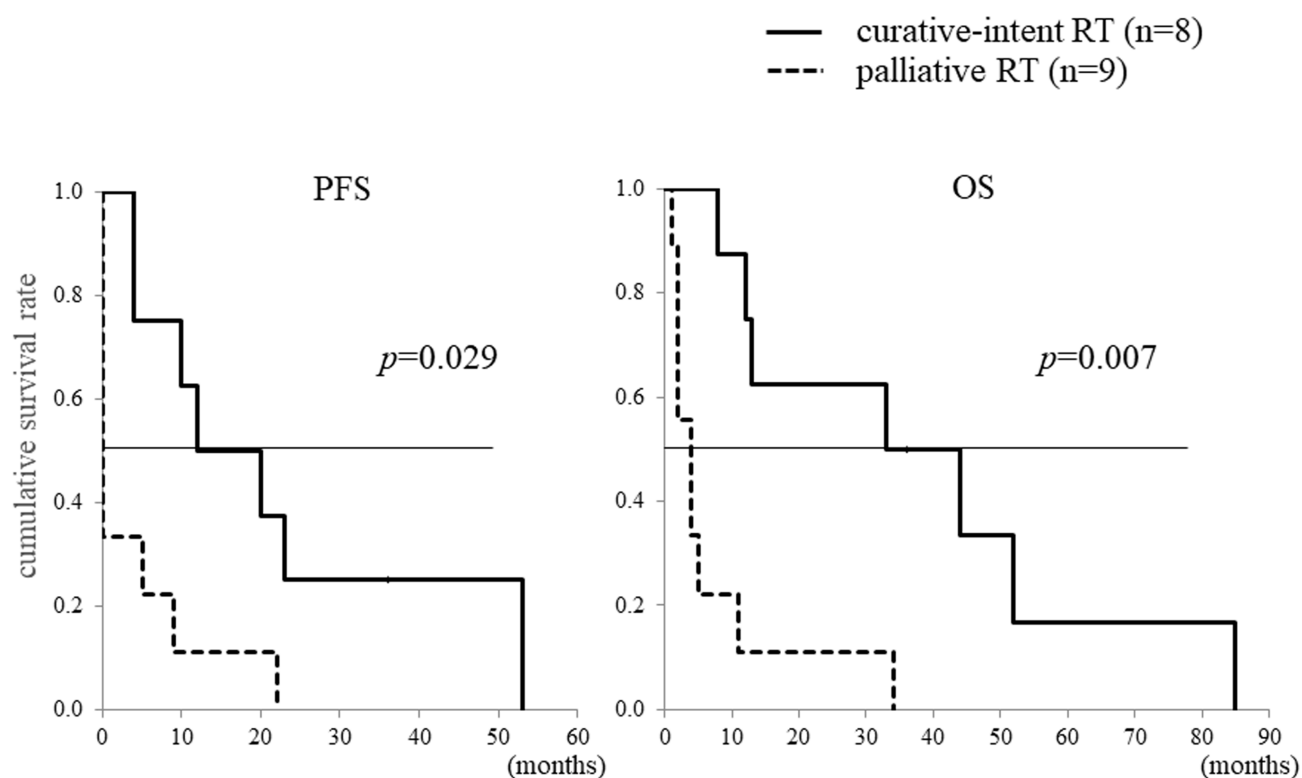 curative-intent RT (n=8)
palliative RT (n=9)
PFS
cumulative survival rate
1.0
0.8
0.6
0.4
0.2
0.0
p=0.029
0 10 20 30 40 50 60
(months)
OS
1.0
0.8
0.6
0.4
0.2
0.0
p=0.007
0 10 20 30 40 50 60 70 80 90
(months)